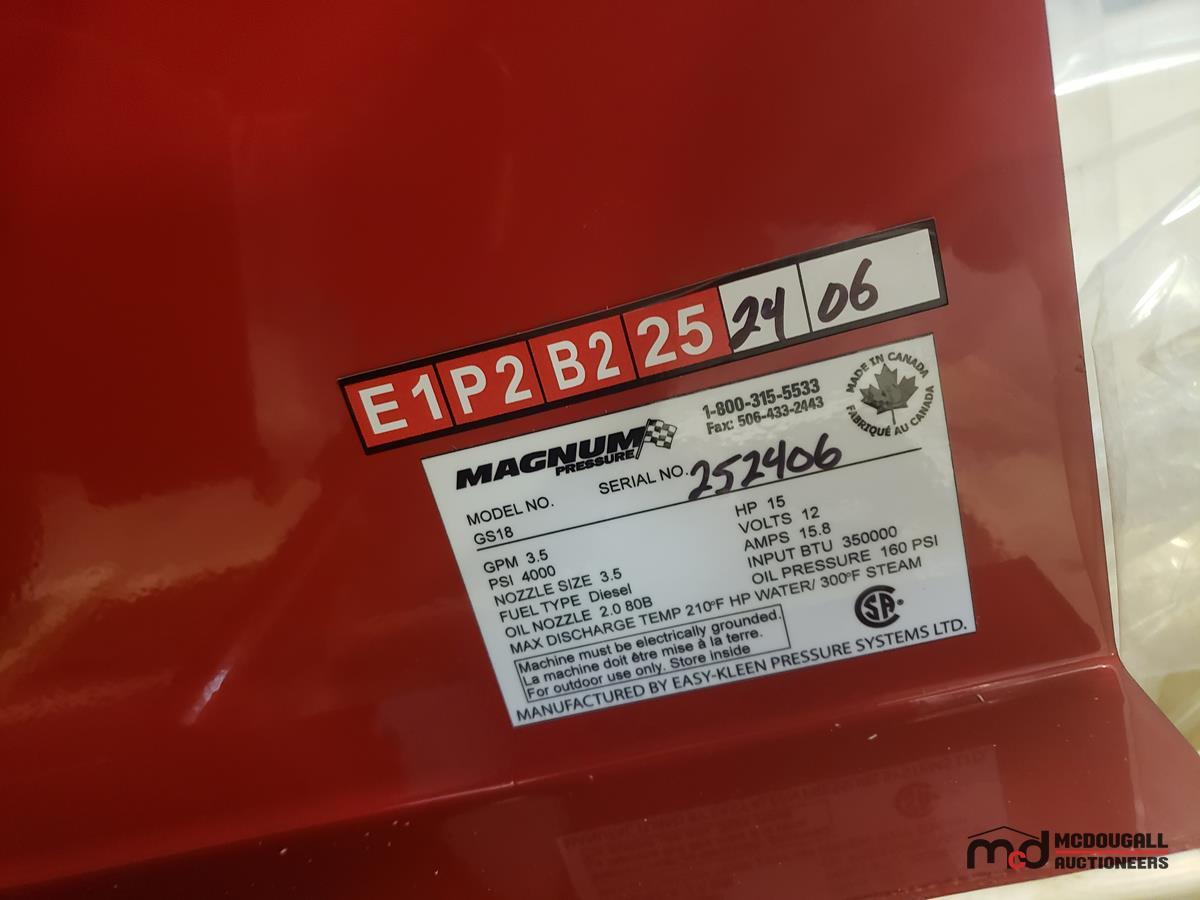 E1 P2 B2 25 24 06
MAGNUM
PRESSURE
1-800-315-5533
Fax: 506-433-2443
MADE IN CANADA
FABRIQUÉ AU CANADA
MODEL NO. SERIAL NO. 252406
GS18
GPM 3.5 HP 15
PSI 4000 VOLTS 12
NOZZLE SIZE 3.5 AMPS 15.8
FUEL TYPE Diesel INPUT BTU 350000
OIL NOZZLE 2.0 80B OIL PRESSURE 160 PSI
MAX DISCHARGE TEMP 210°F HP WATER/ 300°F STEAM
Machine must be electrically grounded.
La machine doit être mise à la terre.
For outdoor use only. Store inside
SA
MANUFACTURED BY EASY-KLEEN PRESSURE SYSTEMS LTD.
mcd MCDOUGALL
AUCTIONEERS